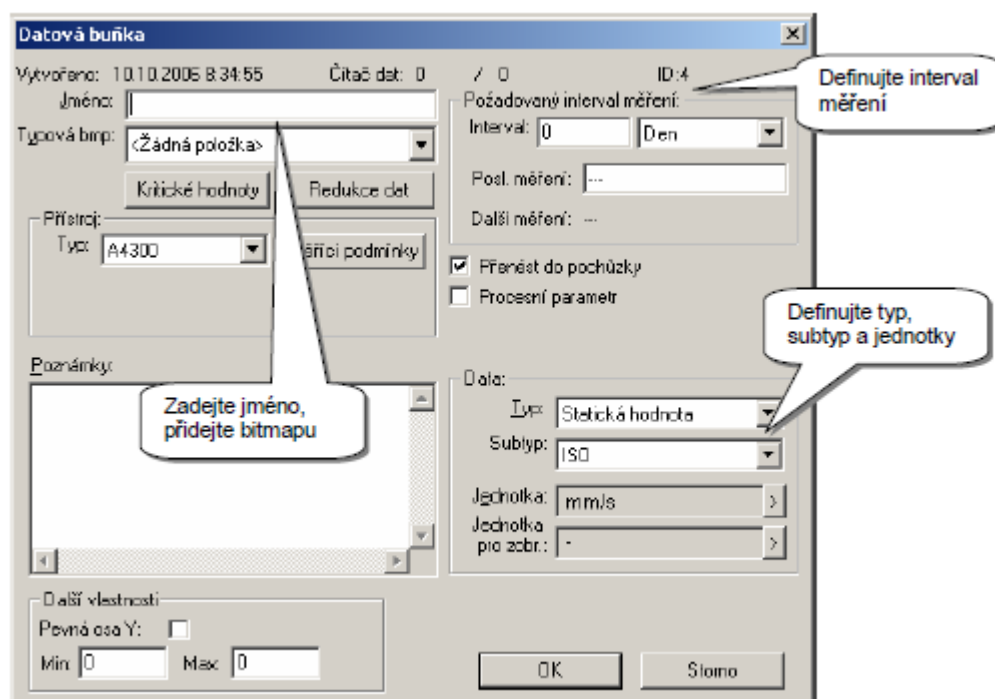 Datová buňka
Vytvořeno: 10.10.2006 8:34:55 Čítač dat: 0 / 0 ID:4
Jméno:
Typová bmp: <Žádná položka>
Kritické hodnoty Redukce dat
Přístroj:
Typ: A4300 ěřící podmínky
Poznámky:
Zadejte jméno,
přidejte bitmapu
Další vlastnosti
Pevná osa Y:
Min: 0 Max: 0
Požadovaný interval měření:
Interval: 0 Den
Posl. měření: ---
Další měření: ---
Definujte interval
měření
Přenést do pochůzky
Procesní parametr
Definujte typ,
subtyp a jednotky
Data:
Typ: Statická hodnota
Subtyp: ISO
Jednotka: mm/s >
Jednotka
pro zobr.: - >
OK Storno